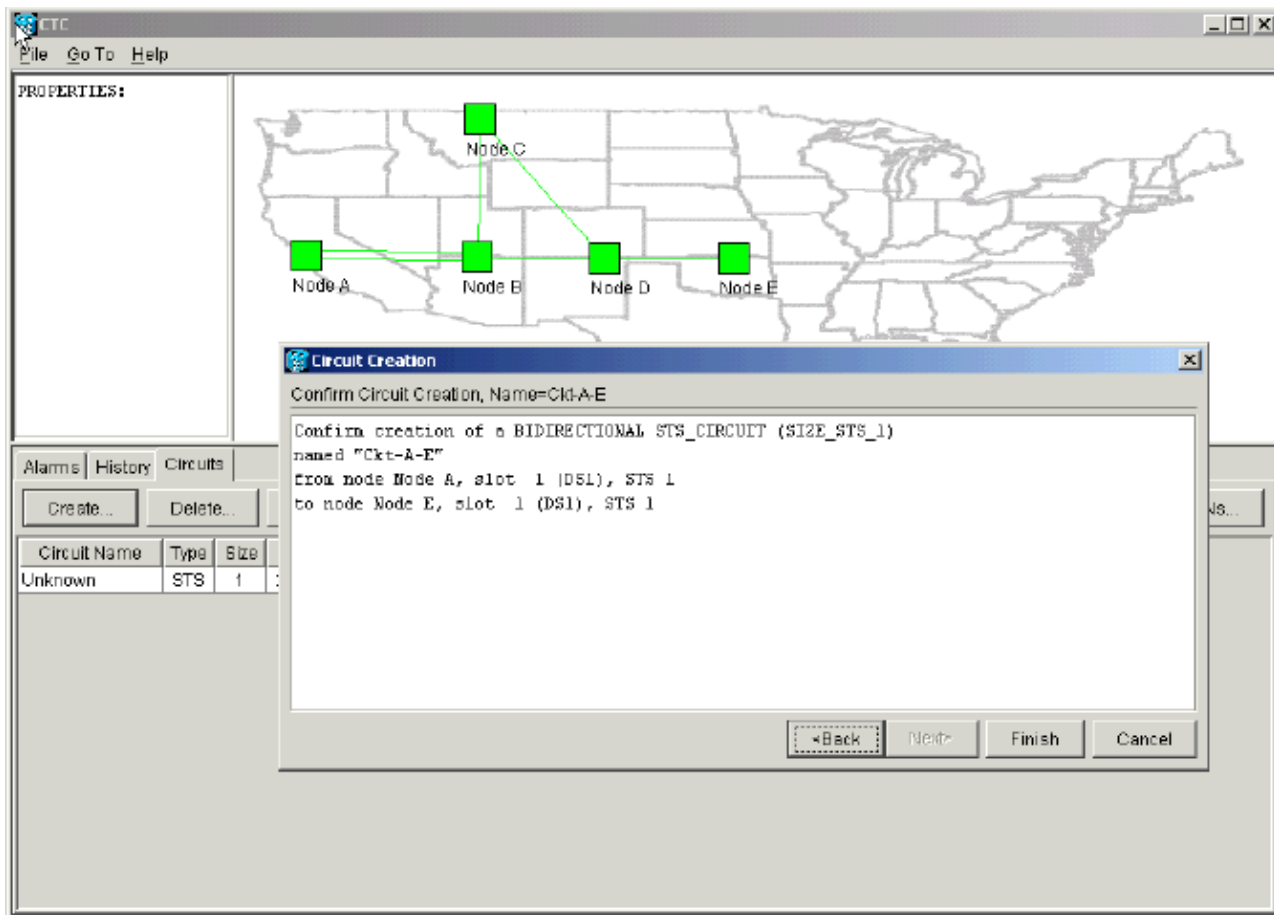 CTC
File Go To Help
PROPERTIES:
Node C
Node A
Node B
Node D
Node E
Circuit Creation
Confirm Circuit Creation, Name=Ckt-A-E
Confirm creation of a BIDIRECTIONAL STS_CIRCUIT (SIZE_STS_1)
named "Ckt-A-E"
from node Node A, slot 1 (DS1), STS 1
to node Node E, slot 1 (DS1), STS 1
<Back Next> Finish Cancel
Alarms History Circuits
Create... Delete...
Circuit Name Type Size
Unknown STS 1